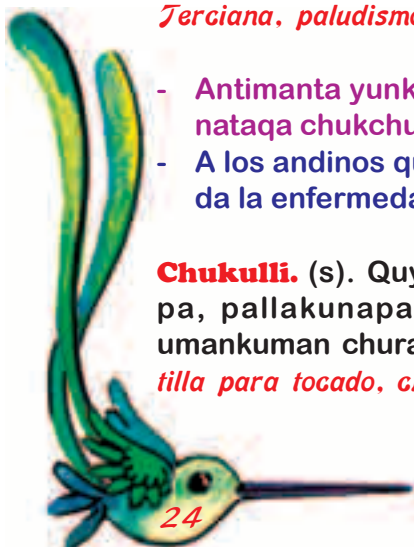 Terciana, paludismo
- Antimanta yunk
nataqa chukchu
- A los andinos qu
da la enfermeda
Chukulli. (s). Quy
pa, pallakunapa
umankuman chura
tilla para tocado, c
24